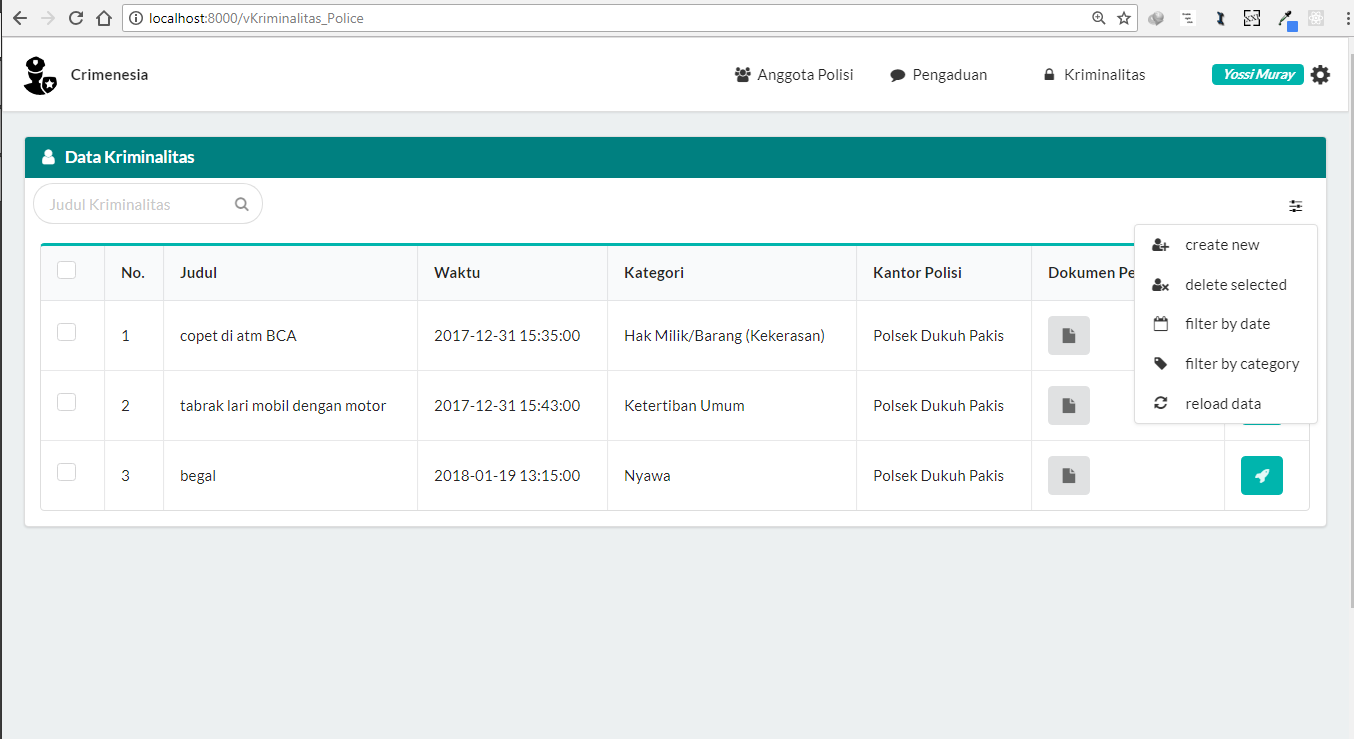 localhost:8000/vKriminalitas_Police
Crimenesia
Anggota Polisi
Pengaduan
Kriminalitas
Yossi Muray
Data Kriminalitas
Judul Kriminalitas
create new
delete selected
filter by date
filter by category
reload data
No. Judul Waktu Kategori Kantor Polisi Dokumen Pe
1 copet di atm BCA 2017-12-31 15:35:00 Hak Milik/Barang (Kekerasan) Polsek Dukuh Pakis
2 tabrak lari mobil dengan motor 2017-12-31 15:43:00 Ketertiban Umum Polsek Dukuh Pakis
3 begal 2018-01-19 13:15:00 Nyawa Polsek Dukuh Pakis